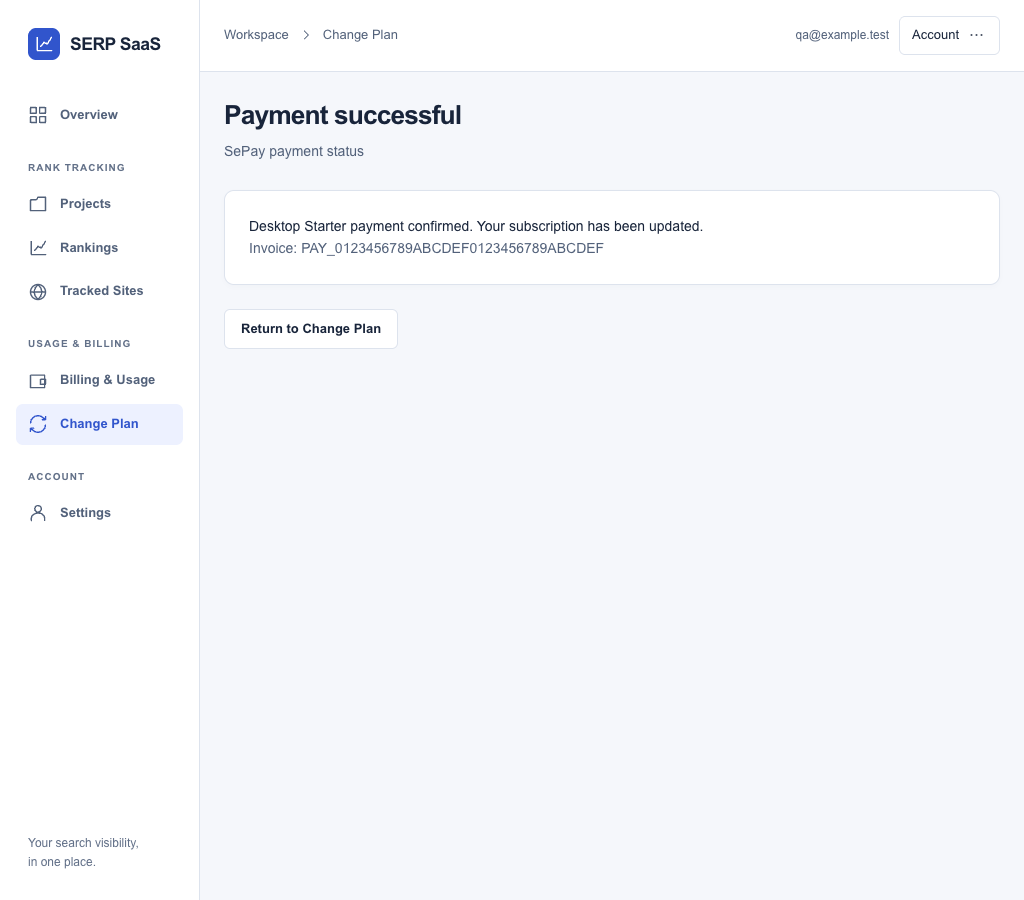 SERP SaaS
Overview
RANK TRACKING
Projects
Rankings
Tracked Sites
USAGE & BILLING
Billing & Usage
Change Plan
ACCOUNT
Settings
Your search visibility,
in one place.
Workspace > Change Plan
qa@example.test
Account ...
Payment successful
SePay payment status
Desktop Starter payment confirmed. Your subscription has been updated.
Invoice: PAY_0123456789ABCDEF0123456789ABCDEF
Return to Change Plan